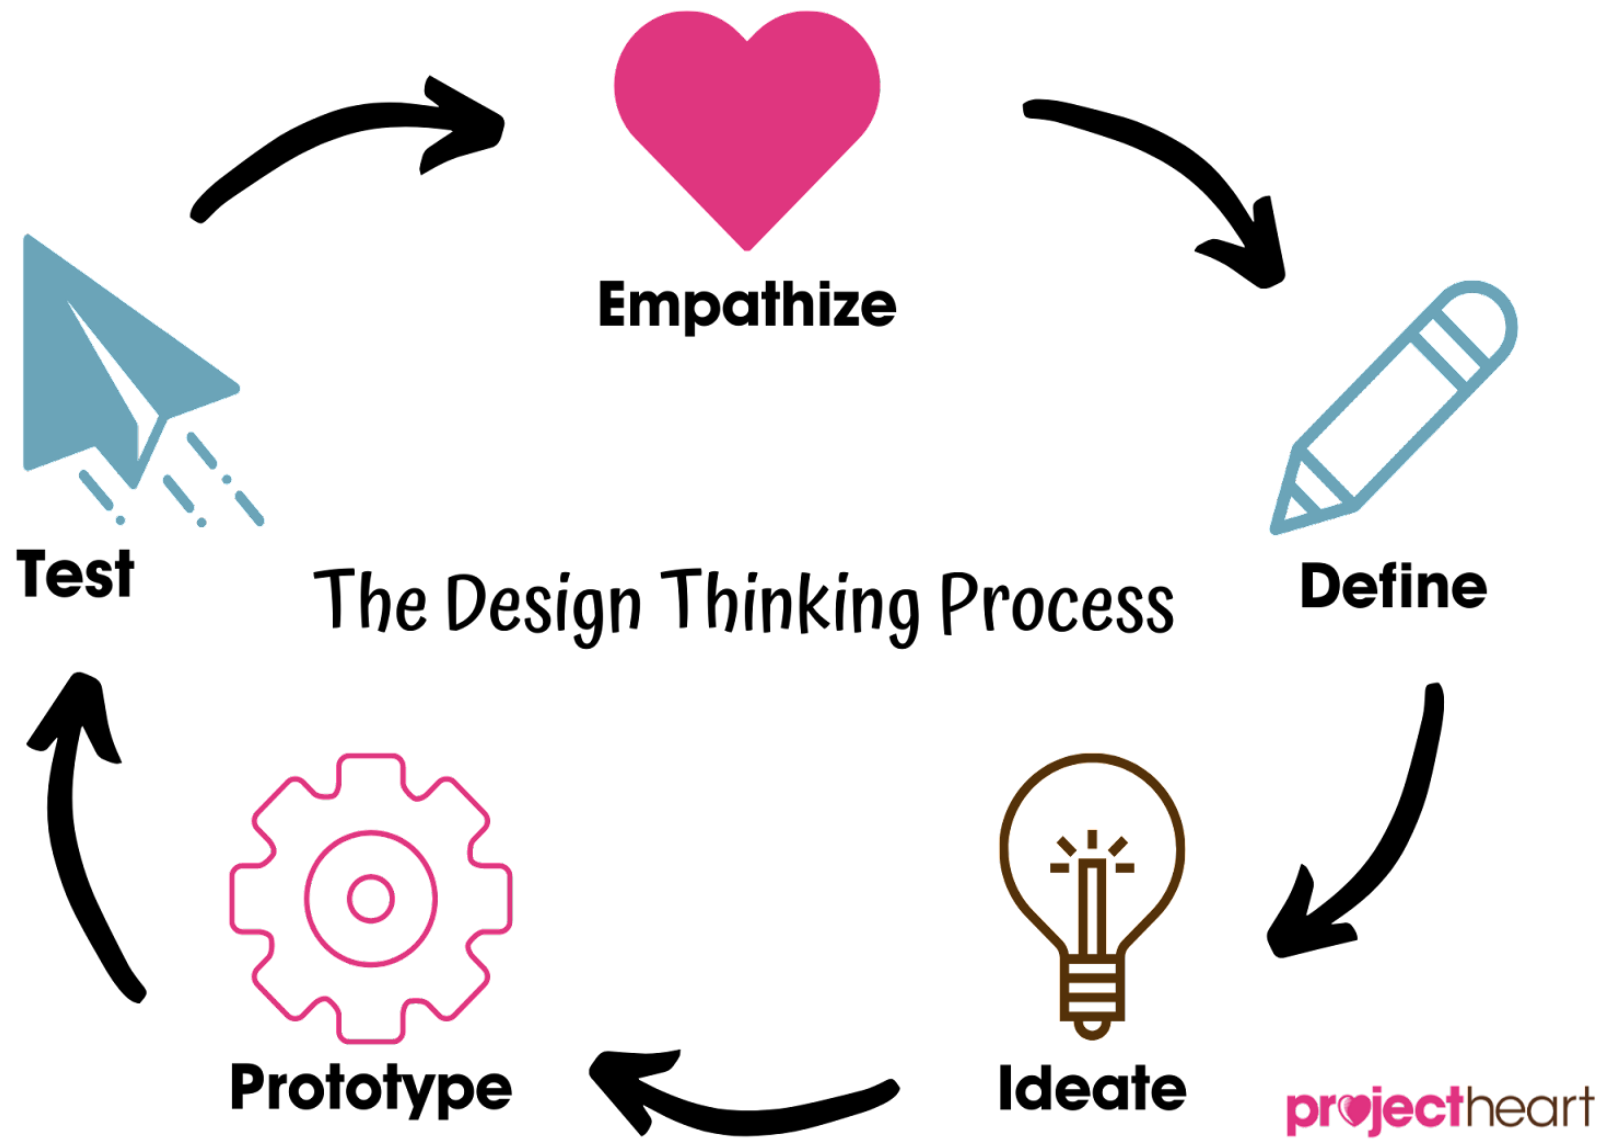 Empathize
Define
Test
The Design Thinking Process
Prototype
Ideate
projectheart